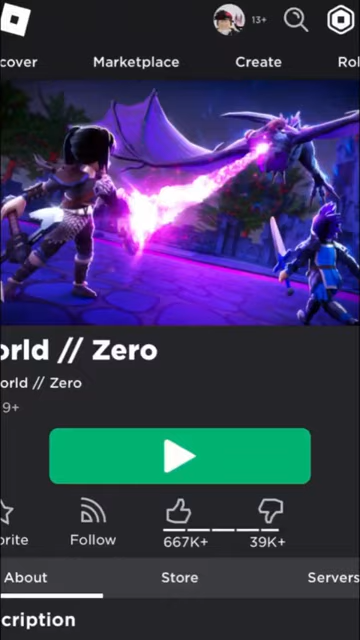 13+
cover Marketplace Create Rol
orld // Zero
orld // Zero
9+
orite Follow 667K+ 39K+
About Store Servers
cription